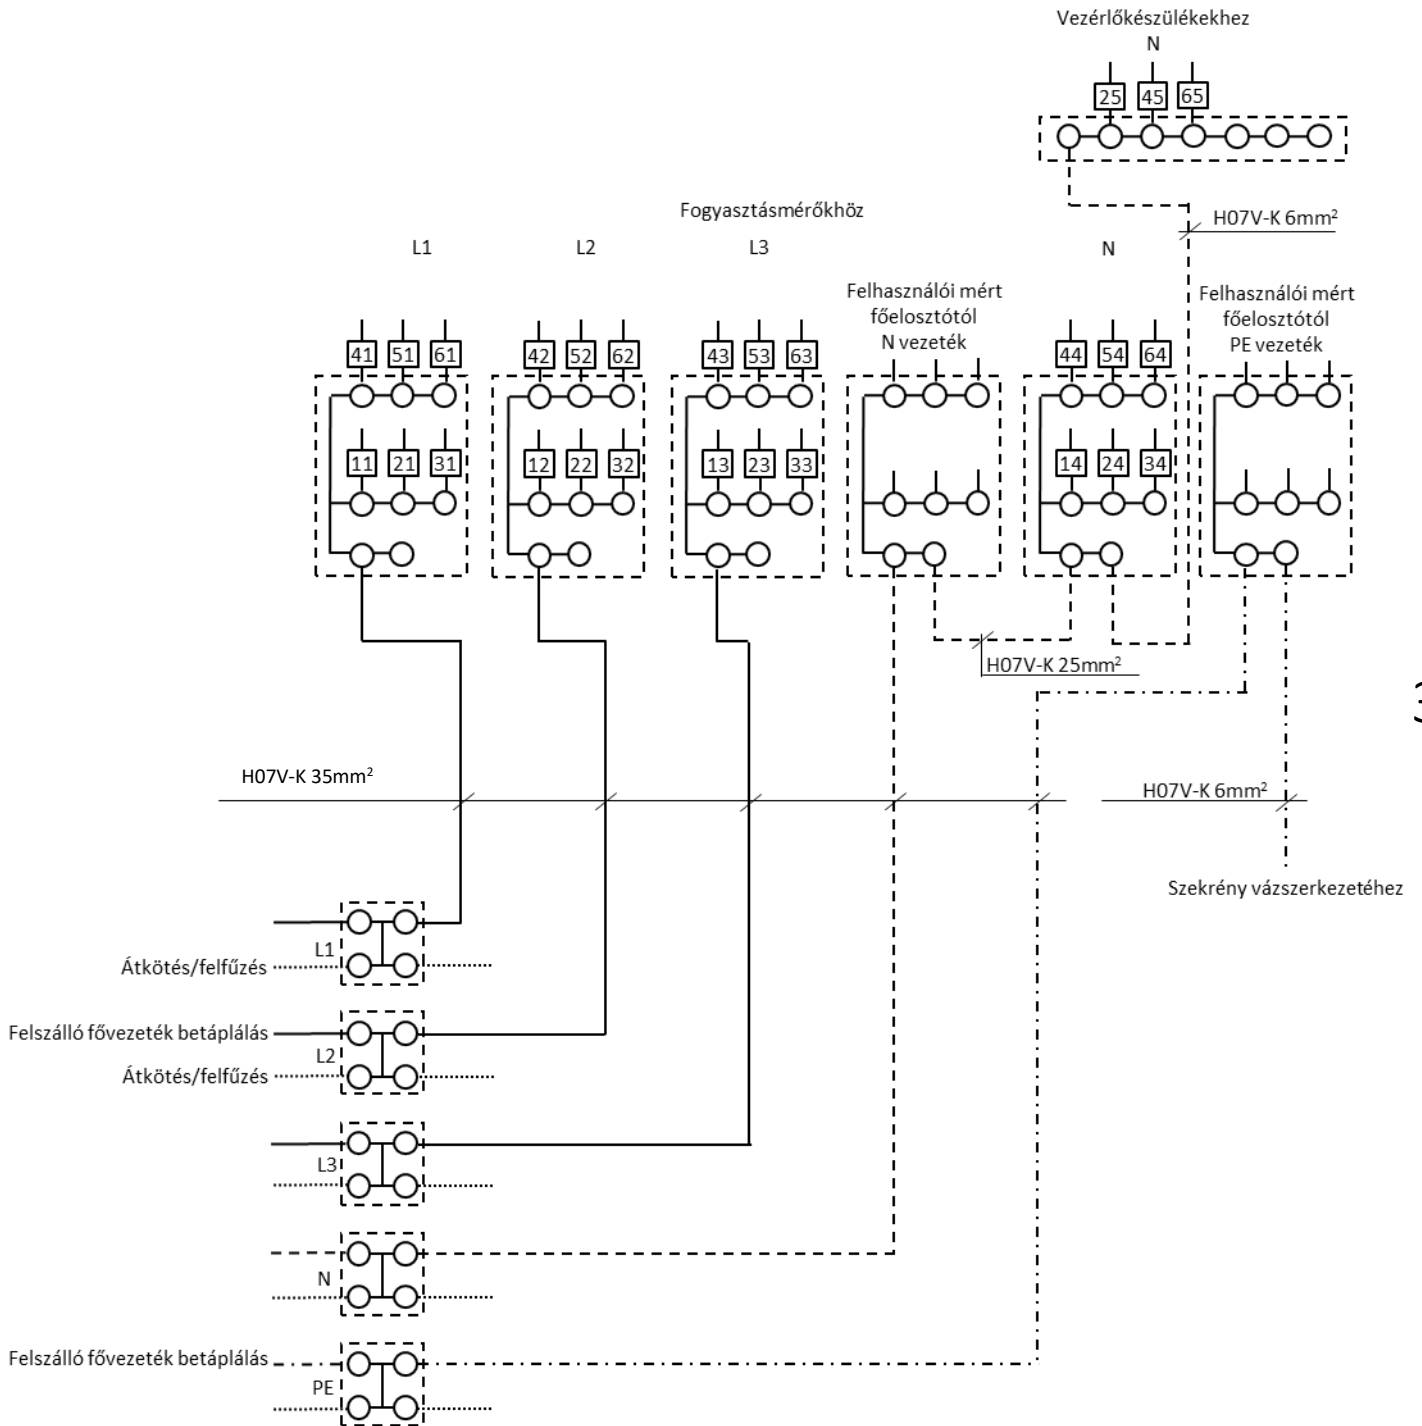 Vezérlőkészülékekhez
N
25 45 65
Fogyasztásmérőkhöz
H07V-K 6mm²
L1 L2 L3 N
Felhasználói mért
főelosztótól
N vezeték
Felhasználói mért
főelosztótól
PE vezeték
41 51 61 42 52 62 43 53 63 44 54 64
11 21 31 12 22 32 13 23 33 14 24 34
H07V-K 25mm²
H07V-K 35mm²
H07V-K 6mm²
Szekrény vázszerkezetéhez
L1
Átkötés/felfűzés
Felszálló fővezeték betáplálás
L2
Átkötés/felfűzés
L3
N
Felszálló fővezeték betáplálás
PE